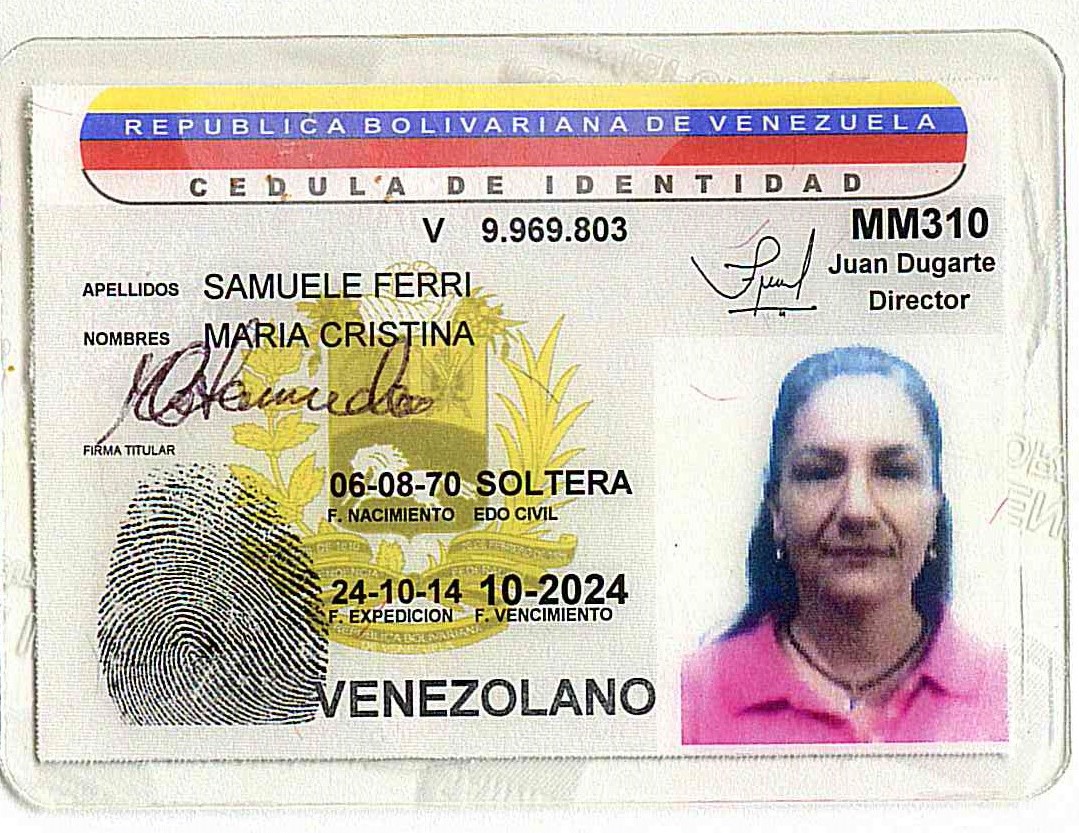 REPUBLICA BOLIVARIANA DE VENEZUELA
CEDULA DE IDENTIDAD
V 9.969.803
MM310
Juan Dugarte
Director
APELLIDOS SAMUELE FERRI
NOMBRES MARIA CRISTINA
FIRMA TITULAR
06-08-70 SOLTERA
F. NACIMIENTO EDO CIVIL
24-10-14 10-2024
F. EXPEDICION F. VENCIMIENTO
REPUBLICA BOLIVARIANA
VENEZOLANO